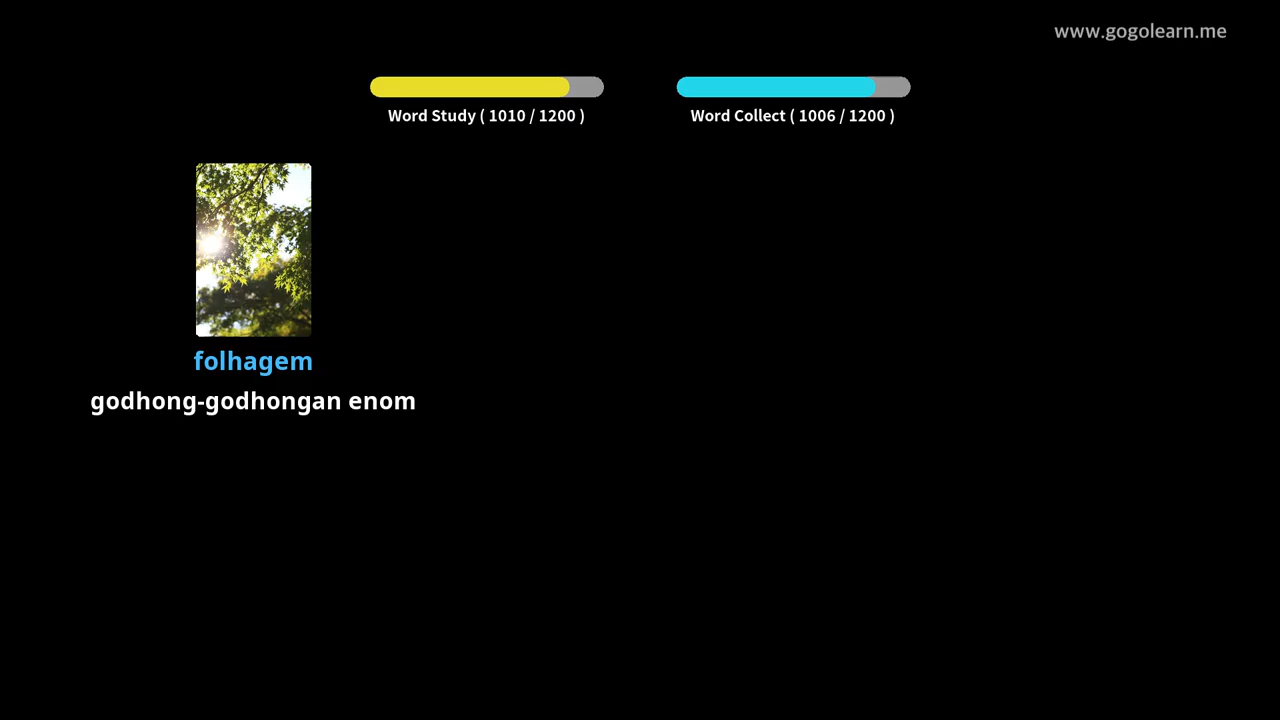 www.gogolearn.me
Word Study ( 1010 / 1200 )
Word Collect ( 1006 / 1200 )
folhagem
godhong-godhongan enom